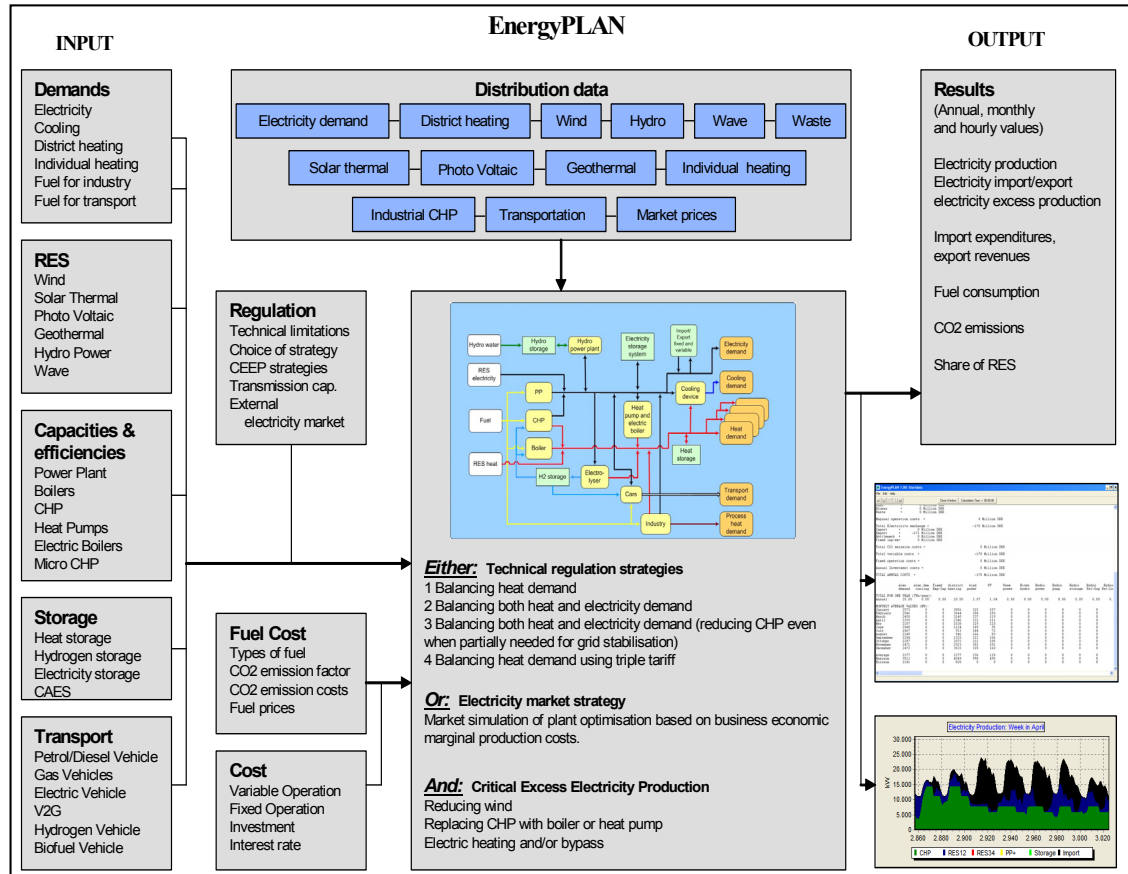 EnergyPLAN
INPUT
OUTPUT
Demands
Electricity
Cooling
District heating
Individual heating
Fuel for industry
Fuel for transport
RES
Wind
Solar Thermal
Photo Voltaic
Geothermal
Hydro Power
Wave
Capacities &
efficiencies
Power Plant
Boilers
CHP
Heat Pumps
Electric Boilers
Micro CHP
Storage
Heat storage
Hydrogen storage
Electricity storage
CAES
Transport
Petrol/Diesel Vehicle
Gas Vehicles
Electric Vehicle
V2G
Hydrogen Vehicle
Biofuel Vehicle
Regulation
Technical limitations
Choice of strategy
CEEP strategies
Transmission cap.
External
electricity market
Fuel Cost
Types of fuel
CO2 emission factor
CO2 emission costs
Fuel prices
Cost
Variable Operation
Fixed Operation
Investment
Interest rate
Distribution data
Electricity demand
District heating
Wind
Hydro
Wave
Waste
Solar thermal
Photo Voltaic
Geothermal
Individual heating
Industrial CHP
Transportation
Market prices
Hydro water
Hydro
storage
Hydro
power plant
Electricity
storage
system
Import/
Export
fixed and
variable
Electricity
demand
RES
electricity
PP
Cooling
device
Cooling
demand
Fuel
CHP
Heat
pump and
electric
boiler
Heat
demand
Boiler
RES heat
Heat
storage
H2 storage
Electro-
lyser
Cars
Transport
demand
Industry
Process
heat
demand
Either: Technical regulation strategies
1 Balancing heat demand
2 Balancing both heat and electricity demand
3 Balancing both heat and electricity demand (reducing CHP even
when partially needed for grid stabilisation)
4 Balancing heat demand using triple tariff
Or: Electricity market strategy
Market simulation of plant optimisation based on business economic
marginal production costs.
And: Critical Excess Electricity Production
Reducing wind
Replacing CHP with boiler or heat pump
Electric heating and/or bypass
Results
(Annual, monthly
and hourly values)
Electricity production
Electricity import/export
electricity excess production
Import expenditures,
export revenues
Fuel consumption
CO2 emissions
Share of RES
Total variable costs =
Fixed operation costs =
Annual Investment costs =
TOTAL ANNUAL COSTS =
Electricity Production: Week in April
kW
30.000
25.000
20.000
15.000
10.000
5.000
0
2.860 2.880 2.900 2.920 2.940 2.960 2.980 3.000 3.020
CHP RES12 RES34 PP+ Storage Import